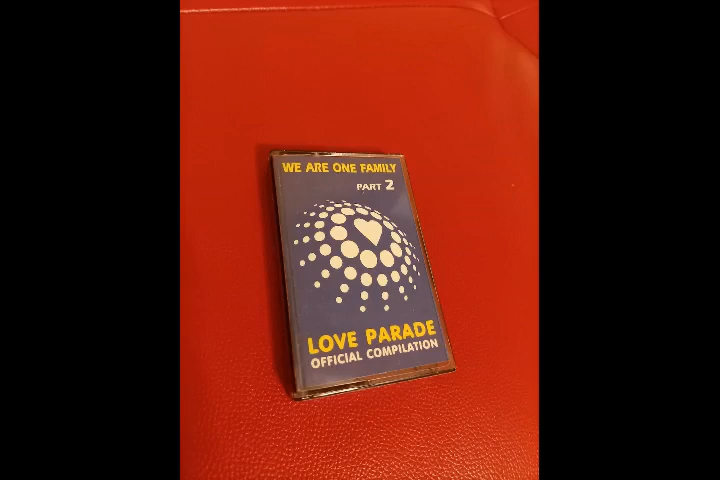 WE ARE ONE FAMILY
PART 2
LOVE PARADE
OFFICIAL COMPILATION